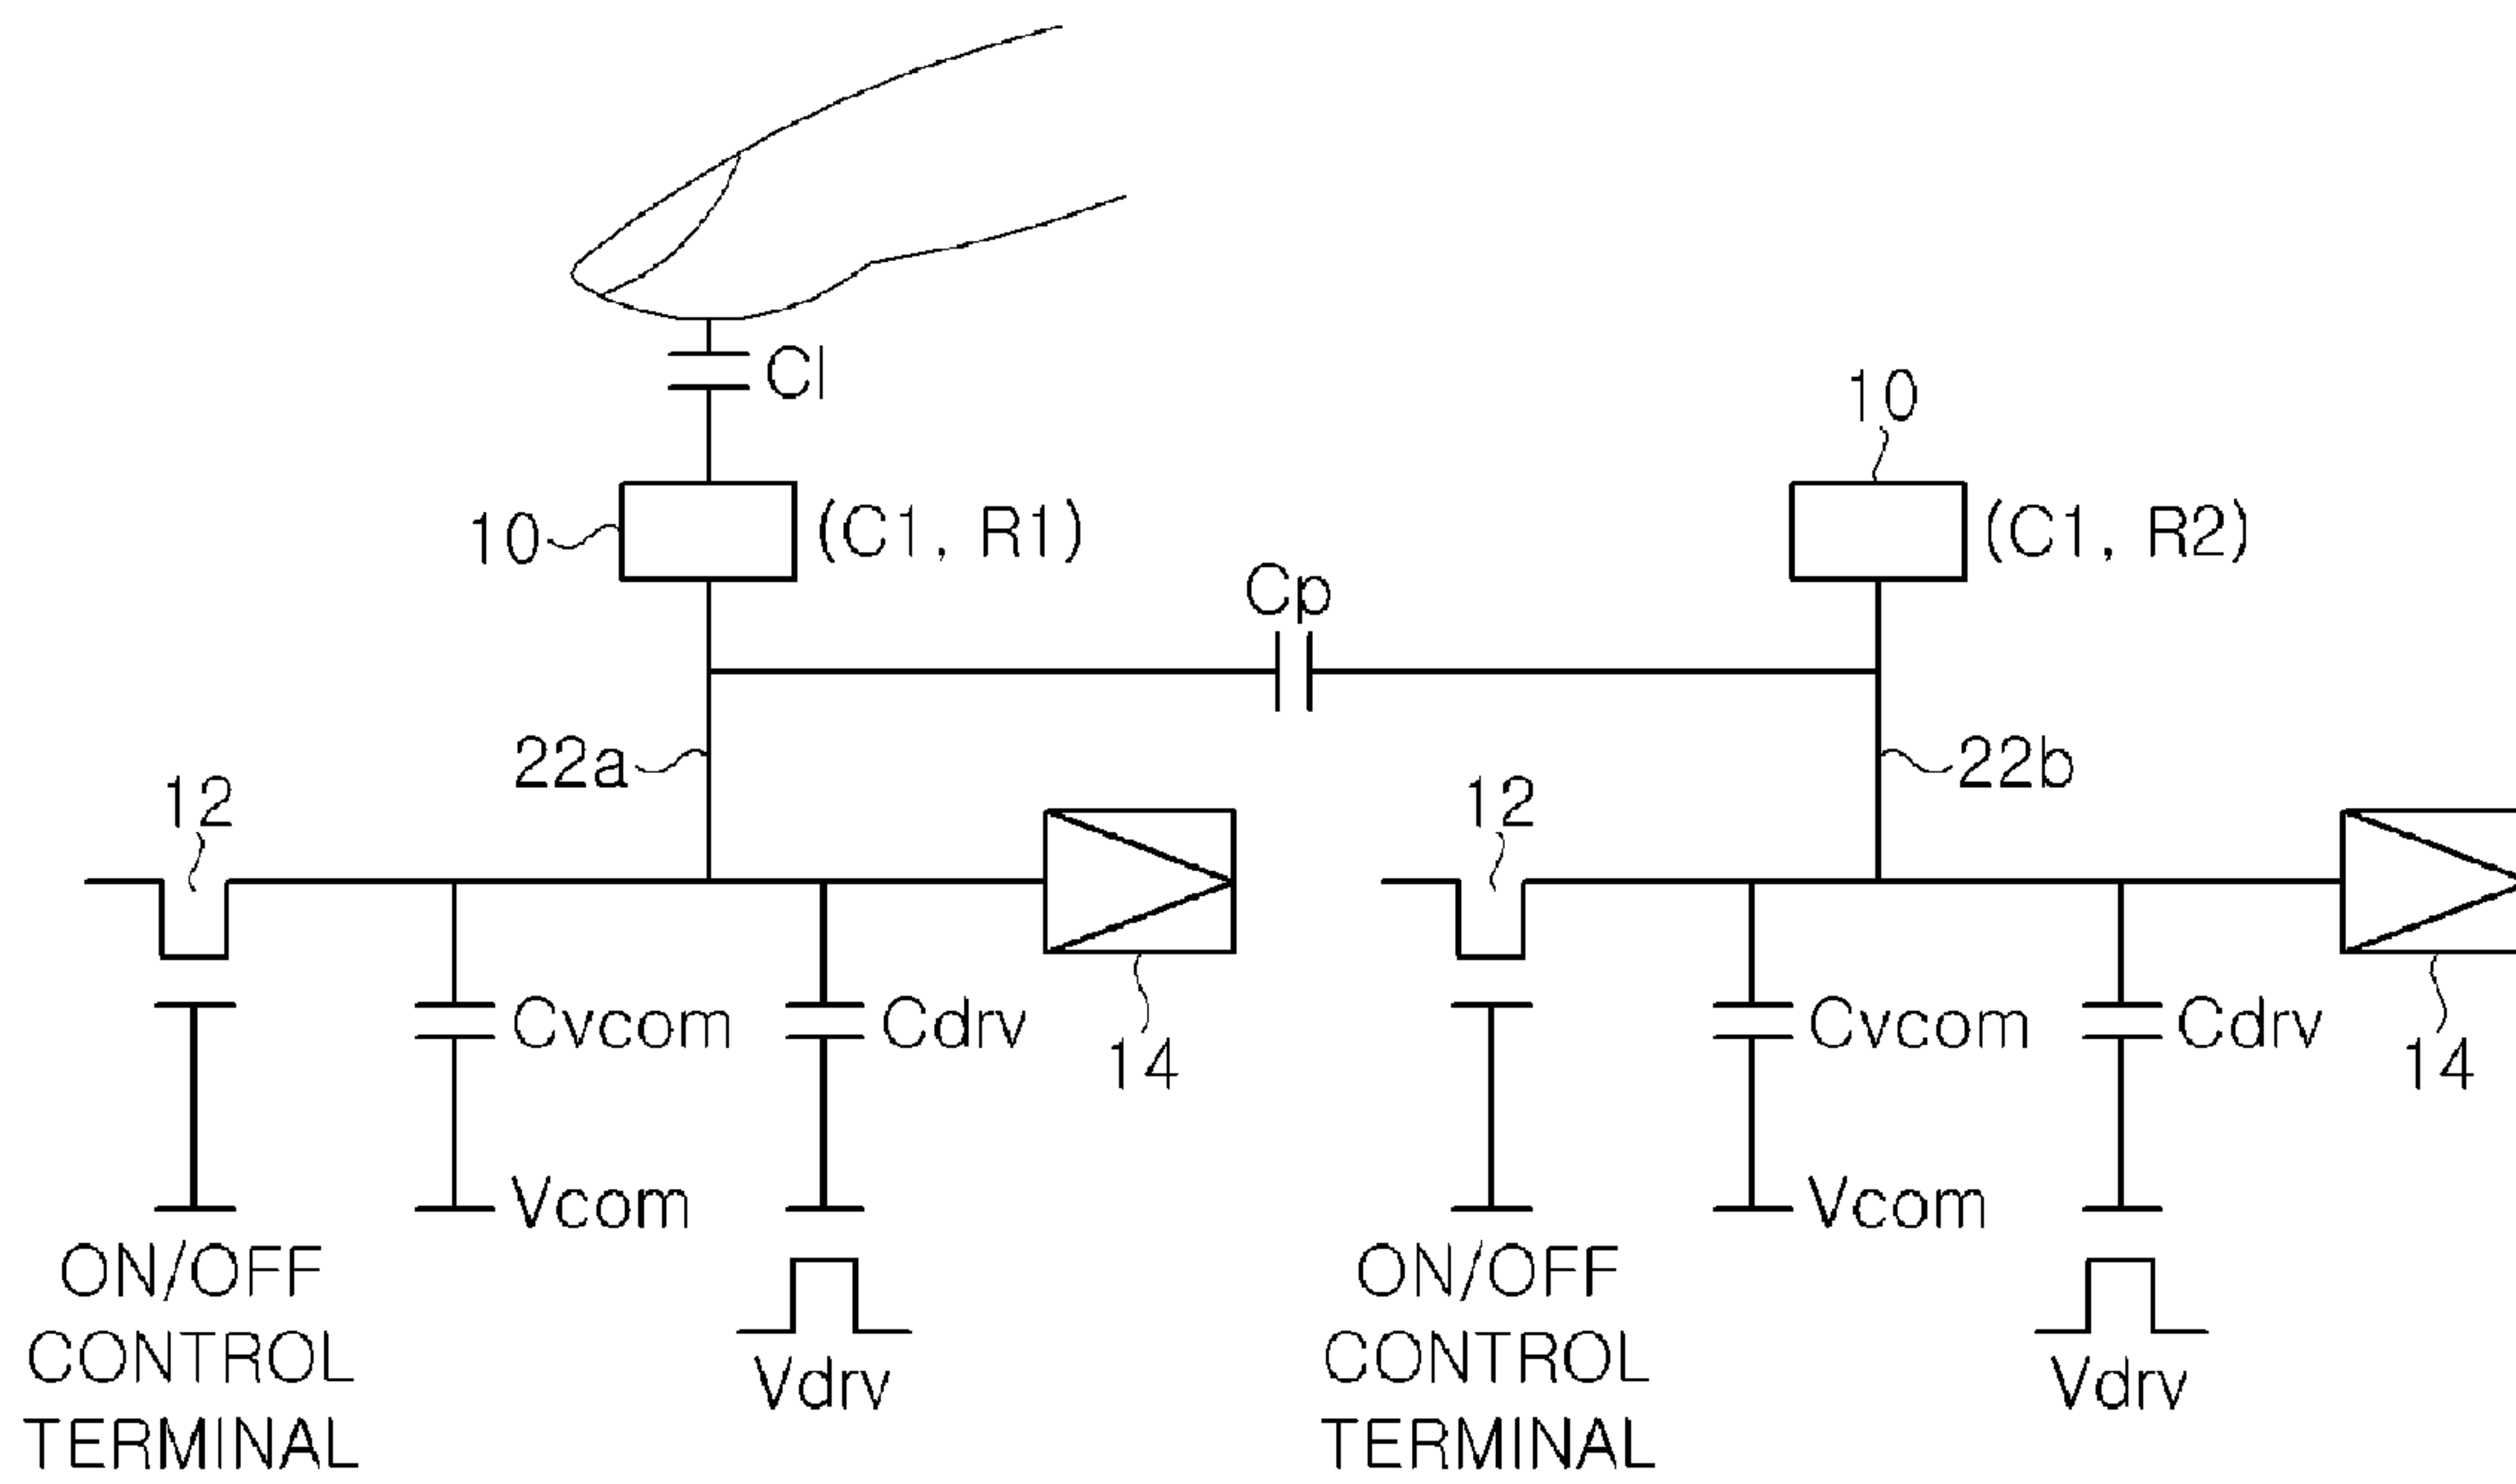 Cl
10
10
(C1, R1)
(C1, R2)
Cp
22a
22b
12
12
Cvcom
Cdrv
14
Cvcom
Cdrv
14
Vcom
Vcom
ON/OFF
CONTROL
TERMINAL
Vdrv
ON/OFF
CONTROL
TERMINAL
Vdrv